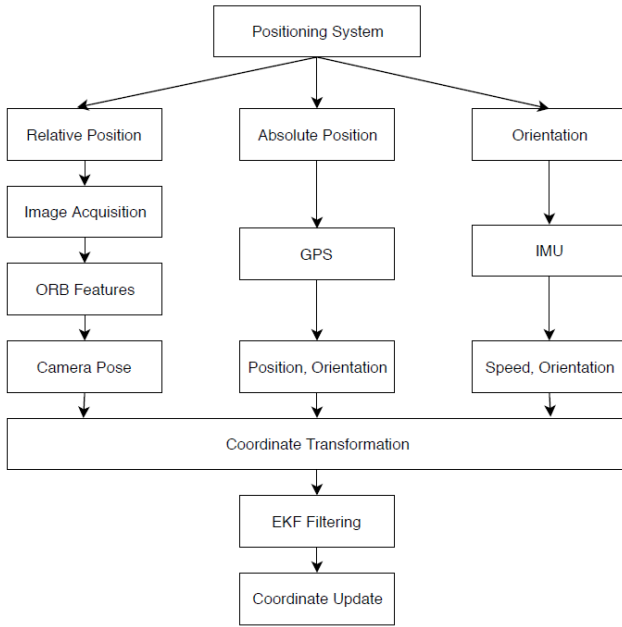 Positioning System
Relative Position
Absolute Position
Orientation
Image Acquisition
GPS
IMU
ORB Features
Camera Pose
Position, Orientation
Speed, Orientation
Coordinate Transformation
EKF Filtering
Coordinate Update